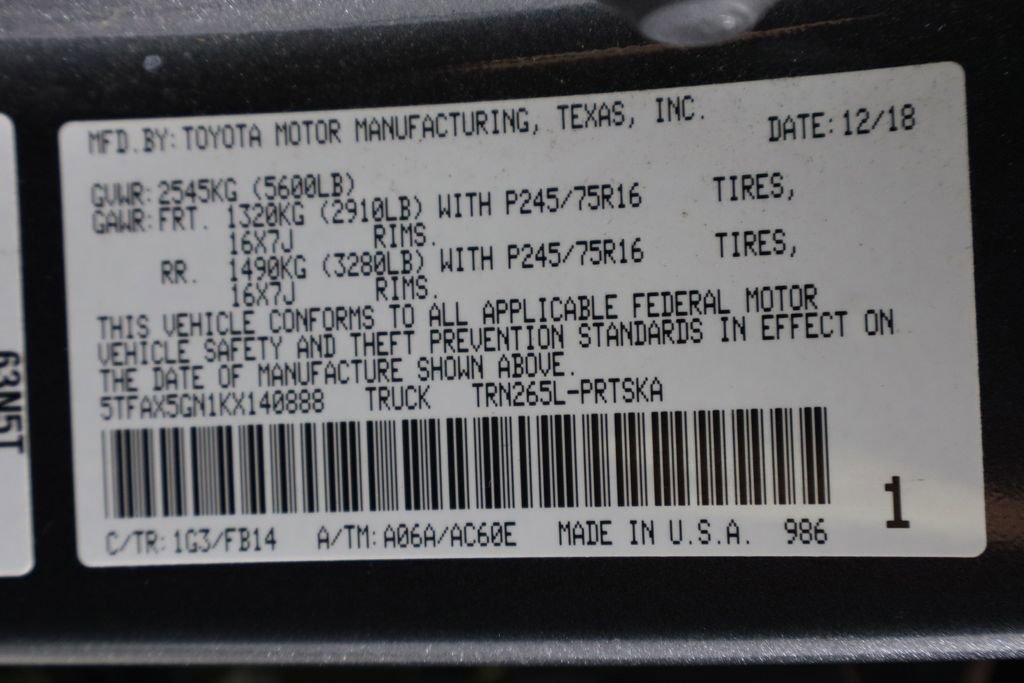 MFD.BY: TOYOTA MOTOR MANUFACTURING, TEXAS, INC. DATE: 12/18
GVWR: 2545KG (5600LB)
GAWR: FRT. 1320KG (2910LB) WITH P245/75R16 TIRES,
16X7J RIMS.
RR. 1490KG (3280LB) WITH P245/75R16 TIRES,
16X7J RIMS.
THIS VEHICLE CONFORMS TO ALL APPLICABLE FEDERAL MOTOR
VEHICLE SAFETY AND THEFT PREVENTION STANDARDS IN EFFECT ON
THE DATE OF MANUFACTURE SHOWN ABOVE.
5TFAX5GN1KX140888 TRUCK TRN265L-PRTSKA
C/TR: 1G3/FB14 A/TM: A06A/AC60E MADE IN U.S.A. 986
1
63N5T